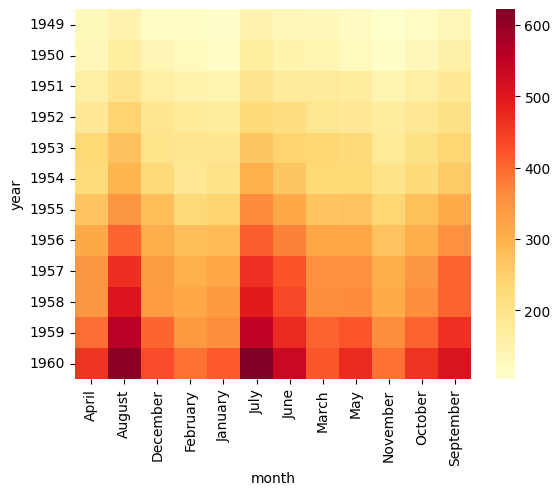 1949
1950
1951
1952
1953
1954
1955
1956
1957
1958
1959
1960
year
April
August
December
February
January
July
June
March
May
November
October
September
month
600
500
400
300
200